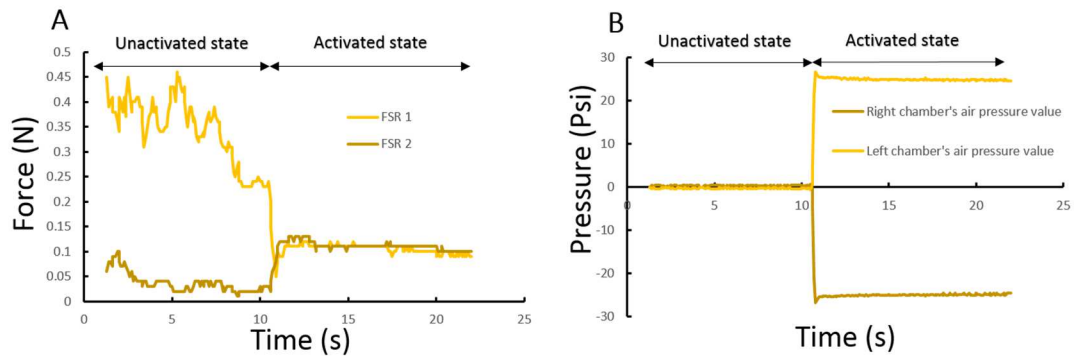 A
Unactivated state
Activated state
0.5
0.45
0.4
0.35
0.3
0.25
0.2
0.15
0.1
0.05
0
Force (N)
FSR 1
FSR 2
0
5
10
15
20
25
Time (s)
B
Unactivated state
Activated state
30
20
10
0
-10
-20
-30
Pressure (Psi)
Right chamber's air pressure value
Left chamber's air pressure value
0
5
10
15
20
25
Time (s)